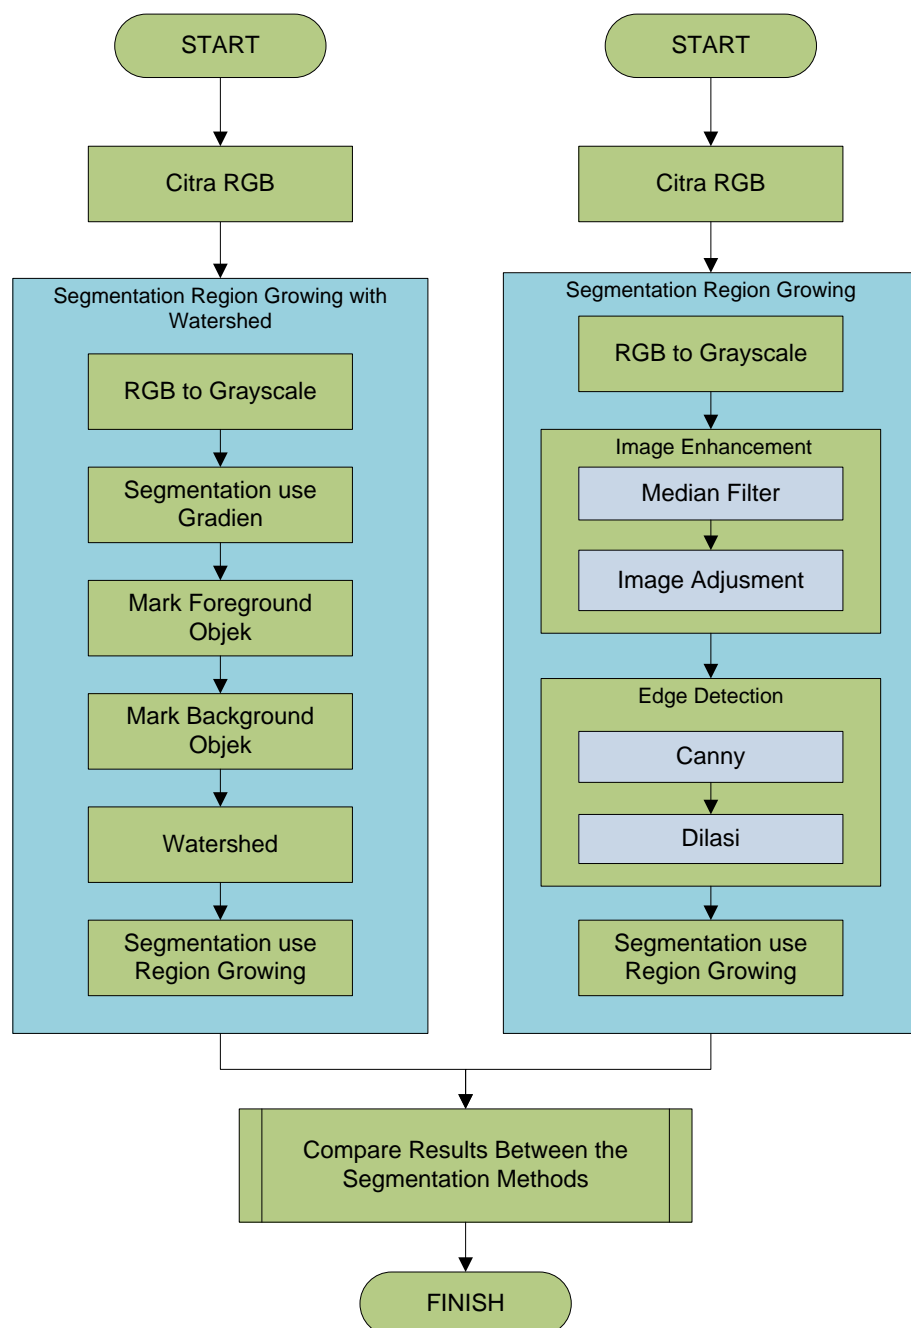 START
Citra RGB
Segmentation Region Growing with
Watershed
RGB to Grayscale
Segmentation use
Gradien
Mark Foreground
Objek
Mark Background
Objek
Watershed
Segmentation use
Region Growing
START
Citra RGB
Segmentation Region Growing
RGB to Grayscale
Image Enhancement
Median Filter
Image Adjusment
Edge Detection
Canny
Dilasi
Segmentation use
Region Growing
Compare Results Between the
Segmentation Methods
FINISH